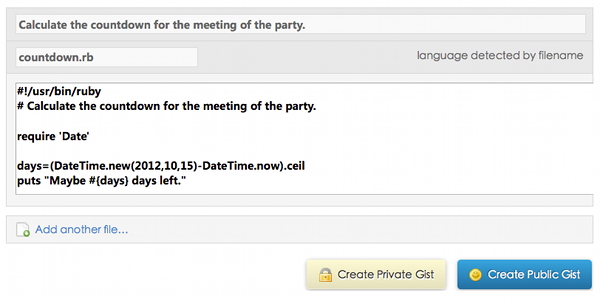 Calculate the countdown for the meeting of the party.
countdown.rb
language detected by filename
#!/usr/bin/ruby
# Calculate the countdown for the meeting of the party.
require 'Date'
days=(DateTime.new(2012,10,15)-DateTime.now).ceil
puts "Maybe #{days} days left."
Add another file...
Create Private Gist
Create Public Gist